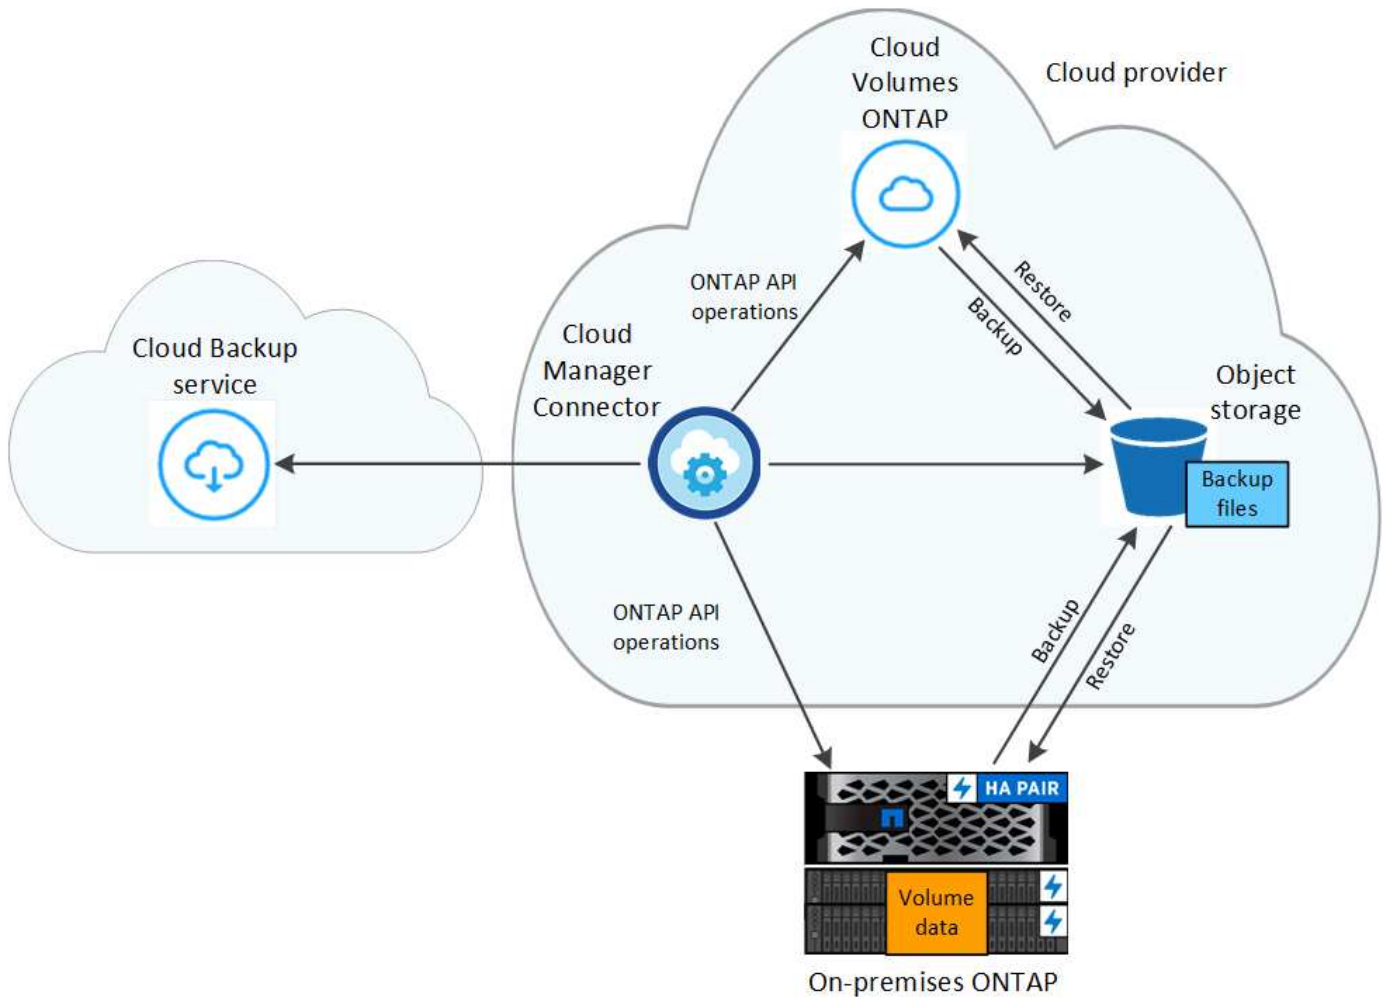 Cloud
Volumes
ONTAP
Cloud provider
ONTAP API
operations
Restore
Backup
Cloud
Manager
Connector
Cloud Backup
service
Object
storage
Backup
files
ONTAP API
operations
Backup
Restore
HA PAIR
Volume
data
On-premises ONTAP